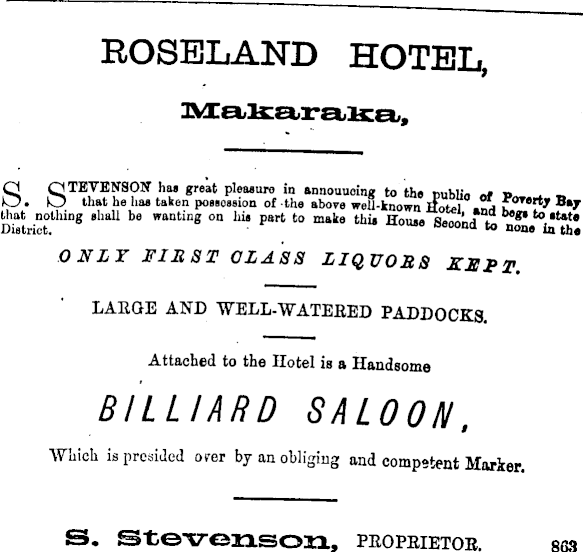 ROSELAND HOTEL,
Makaraka,
S. STEVENSON has great pleasure in annouucing to the public of Poverty Bay
that he has taken possession of the above well-known Hotel, and begs to state
that nothing shall be wanting on his part to make this House Second to none in the
District.
ONLY FIRST CLASS LIQUORS KEPT.
LARGE AND WELL-WATERED PADDOCKS.
Attached to the Hotel is a Handsome
BILLIARD SALOON,
Which is presided over by an obliging and competent Marker.
S. Stevenson, PROPRIETOR. 863